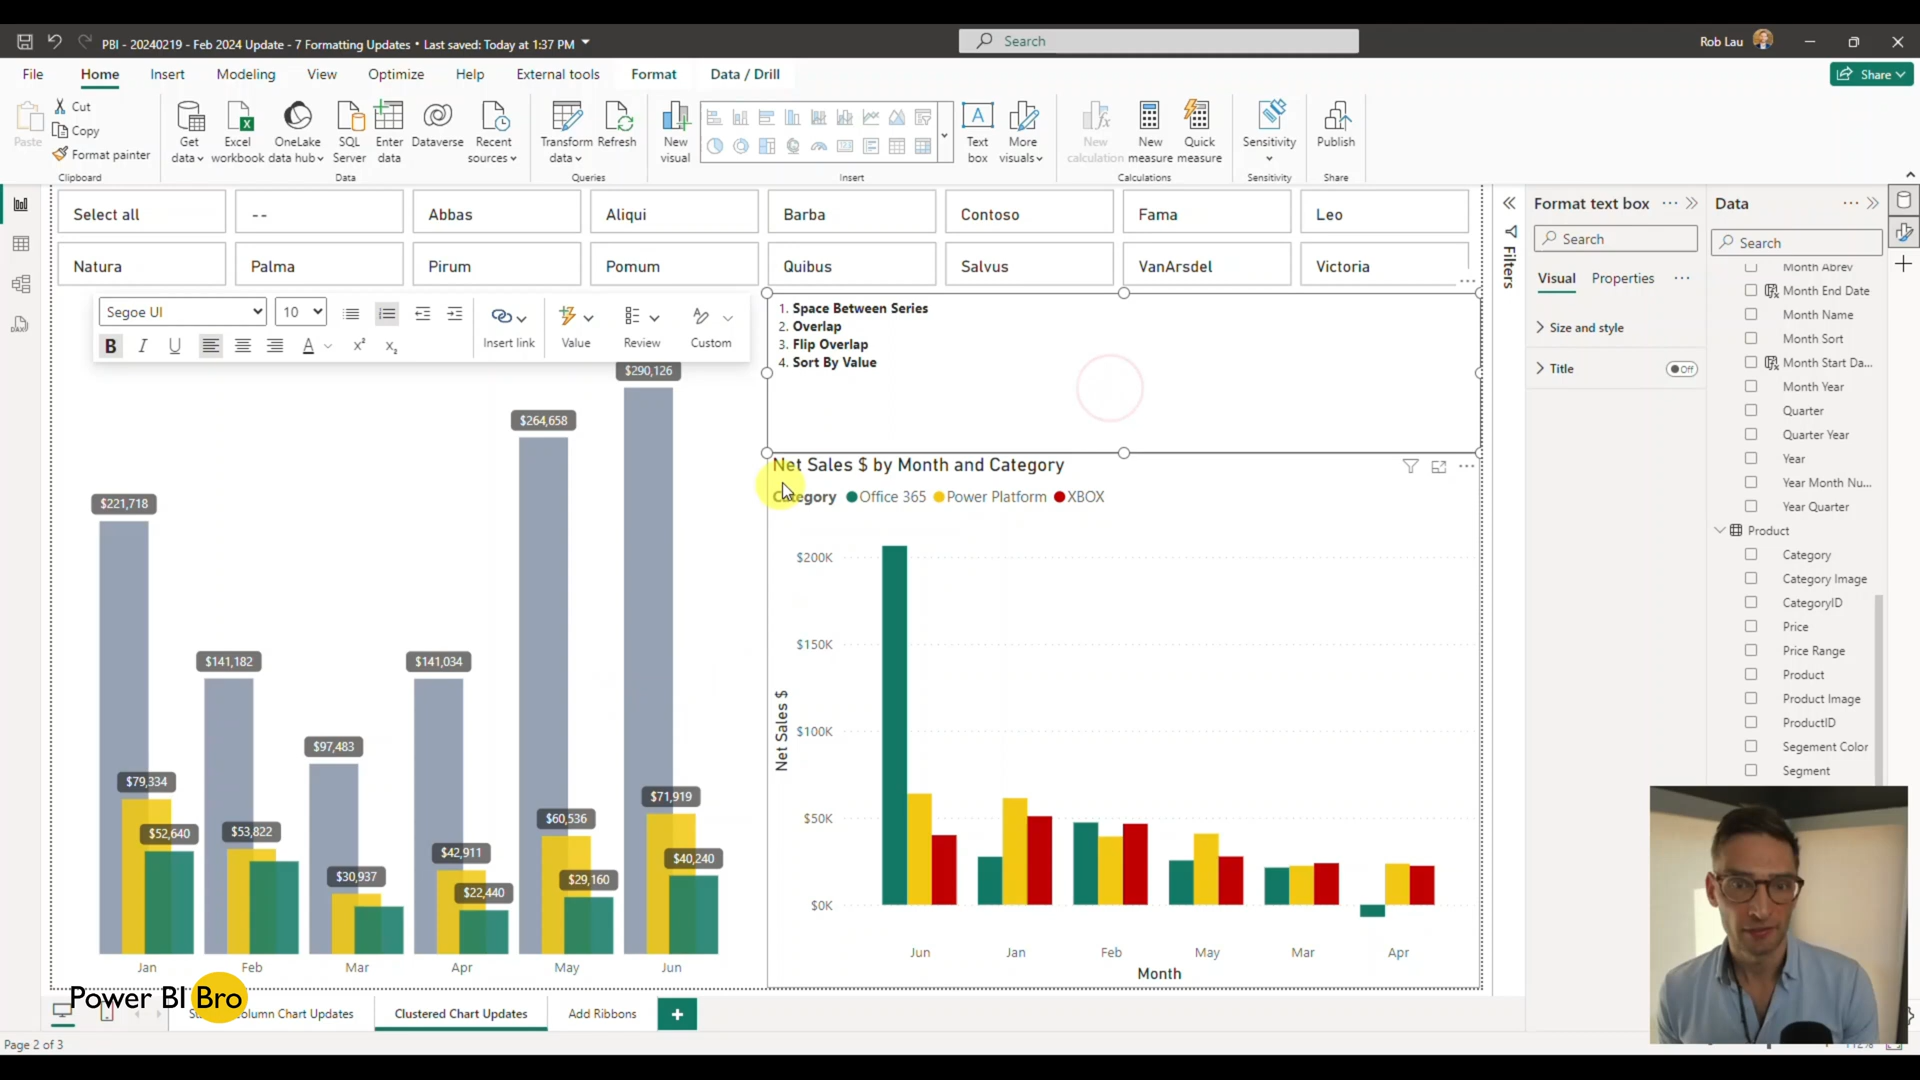 PBI - 20240219 - Feb 2024 Update - 7 Formatting Updates • Last saved: Today at 1:37 PM
Search
Rob Lau
File
Home
Insert
Modeling
View
Optimize
Help
External tools
Format
Data / Drill
Share
Paste
Cut
Copy
Format painter
Clipboard
Get data
Excel workbook
OneLake data hub
SQL Server
Enter data
Dataverse
Recent sources
Data
Transform data
Refresh
Queries
New visual
Text box
More visuals
Insert
New calculation
New measure
Quick measure
Calculations
Sensitivity
Sensitivity
Publish
Share
Select all
--
Abbas
Aliqui
Barba
Contoso
Fama
Leo
Natura
Palma
Pirum
Pomum
Quibus
Salvus
VanArsdel
Victoria
Segoe UI
10
B
I
U
A
Insert link
Value
Review
Custom
1. Space Between Series
2. Overlap
3. Flip Overlap
4. Sort By Value
$221,718
$79,334
$52,640
$141,182
$53,822
$97,483
$30,937
$141,034
$42,911
$22,440
$264,658
$60,536
$29,160
$290,126
$71,919
$40,240
Jan
Feb
Mar
Apr
May
Jun
Net Sales $ by Month and Category
Category
Office 365
Power Platform
XBOX
Net Sales $
$200K
$150K
$100K
$50K
$0K
Jun
Jan
Feb
May
Mar
Apr
Month
Filters
Format text box
Search
Visual
Properties
Size and style
Title
Off
Data
Search
Month Abrev
Month End Date
Month Name
Month Sort
Month Start Da...
Month Year
Quarter
Quarter Year
Year
Year Month Nu...
Year Quarter
Product
Category
Category Image
CategoryID
Price
Price Range
Product
Product Image
ProductID
Segement Color
Segment
Power BI Bro
Column Chart Updates
Clustered Chart Updates
Add Ribbons
Page 2 of 3